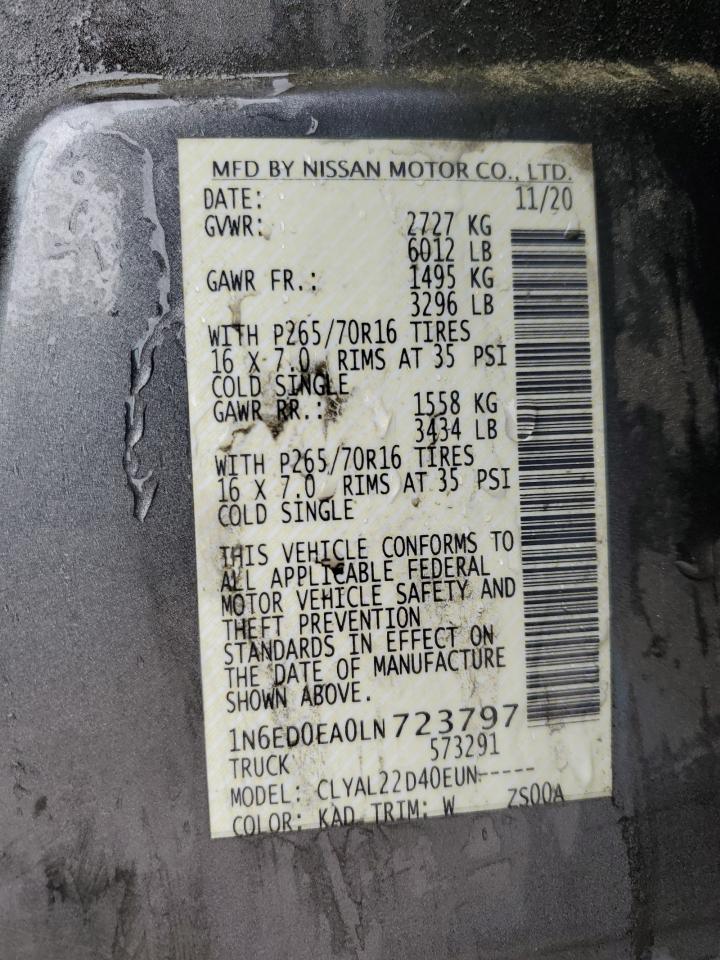 MFD BY NISSAN MOTOR CO., LTD.
DATE: 11/20
GVWR: 2727 KG
6012 LB
GAWR FR.: 1495 KG
3296 LB
WITH P265/70R16 TIRES
16 X 7.0 RIMS AT 35 PSI
COLD SINGLE
GAWR RR.: 1558 KG
3434 LB
WITH P265/70R16 TIRES
16 X 7.0 RIMS AT 35 PSI
COLD SINGLE
THIS VEHICLE CONFORMS TO
ALL APPLICABLE FEDERAL
MOTOR VEHICLE SAFETY AND
THEFT PREVENTION
STANDARDS IN EFFECT ON
THE DATE OF MANUFACTURE
SHOWN ABOVE.
1N6ED0EA0LN723797
TRUCK 573291
MODEL: CLYAL22D40EUN-----
COLOR: KAD TRIM: W ZS00A